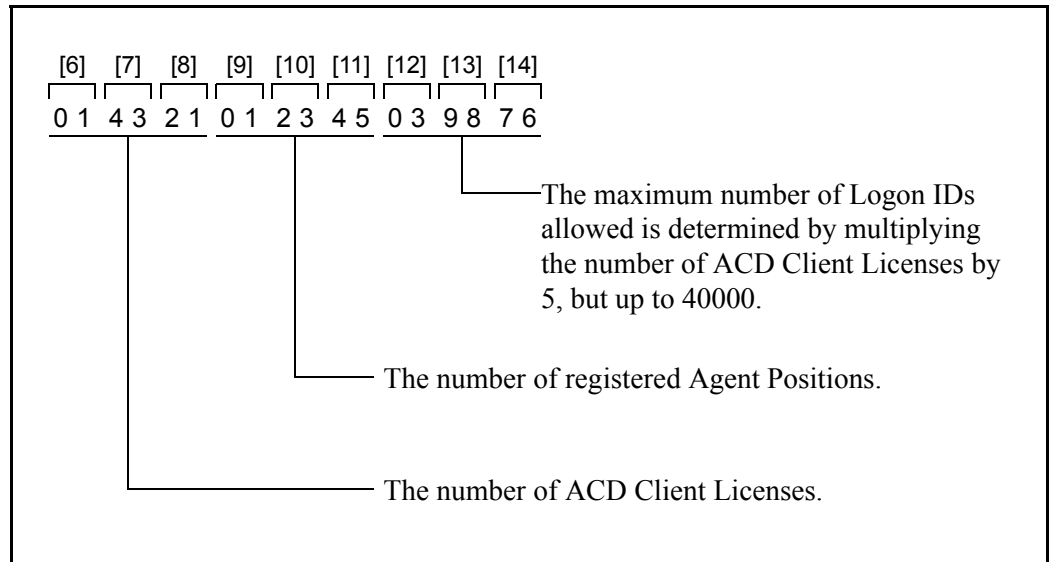 [6] [7] [8] [9] [10] [11] [12] [13] [14]
0 1 4 3 2 1 0 1 2 3 4 5 0 3 9 8 7 6
The maximum number of Logon IDs
allowed is determined by multiplying
the number of ACD Client Licenses by
5, but up to 40000.
The number of registered Agent Positions.
The number of ACD Client Licenses.